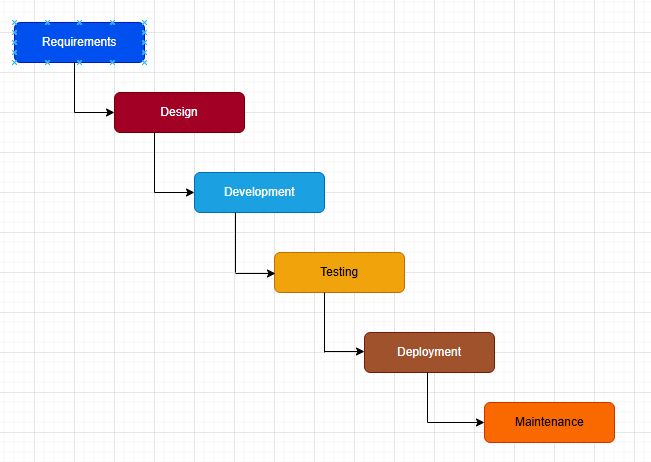 Requirements
Design
Development
Testing
Deployment
Maintenance